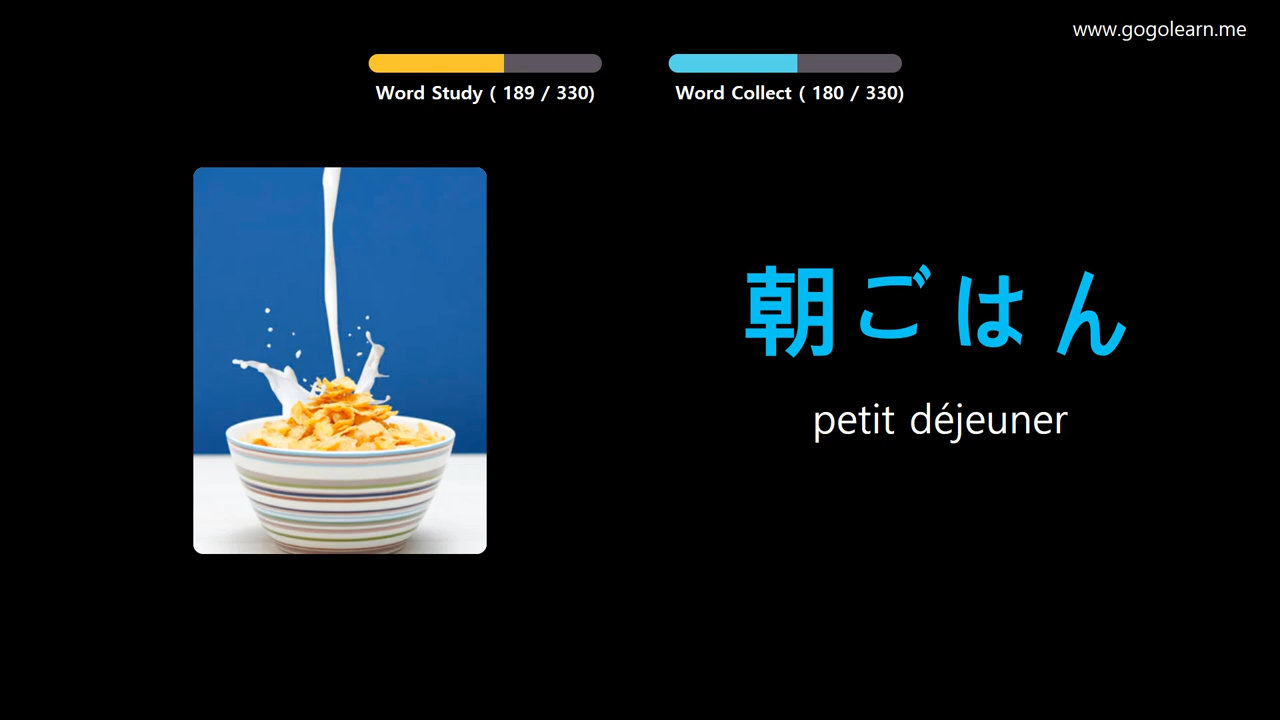 www.gogolearn.me
Word Study ( 189 / 330)
Word Collect ( 180 / 330)
朝ごはん
petit déjeuner